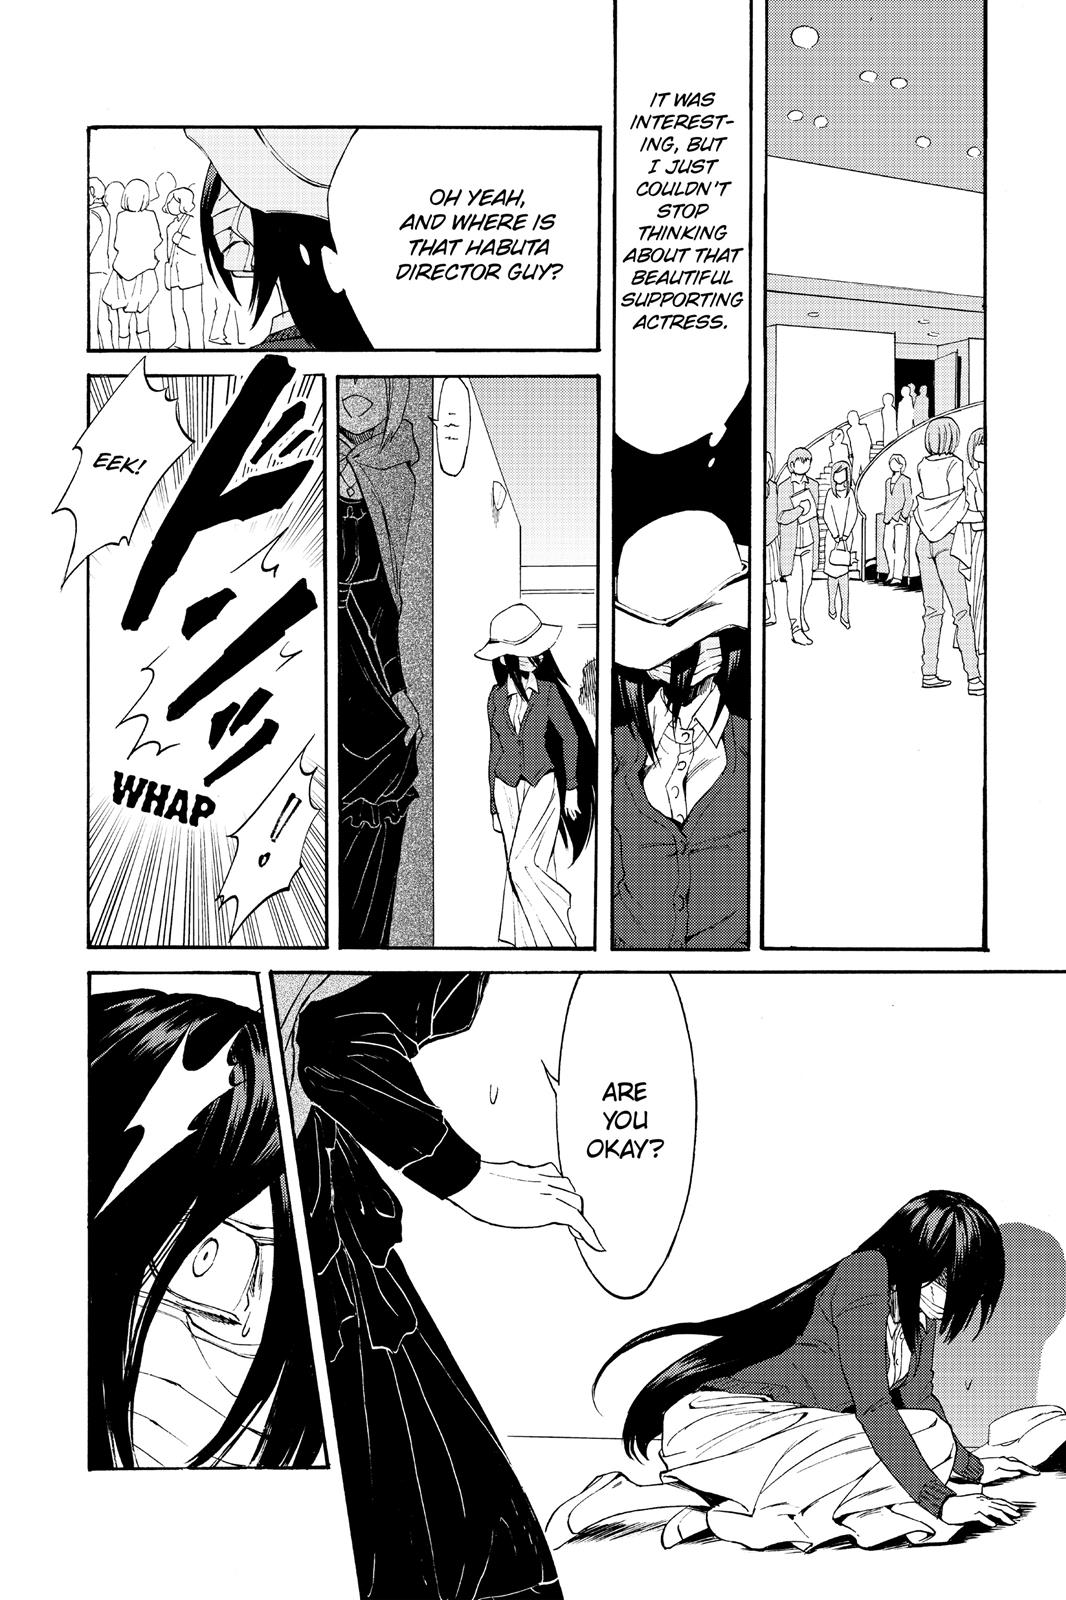 IT WAS
INTEREST-
ING, BUT
I JUST
COULDN'T
STOP
THINKING
ABOUT THAT
BEAUTIFUL
SUPPORTING
ACTRESS.
OH YEAH,
AND WHERE IS
THAT HABUTA
DIRECTOR GUY?
...
EEK!
ドンッ
WHAP
!!
ARE
YOU
OKAY?